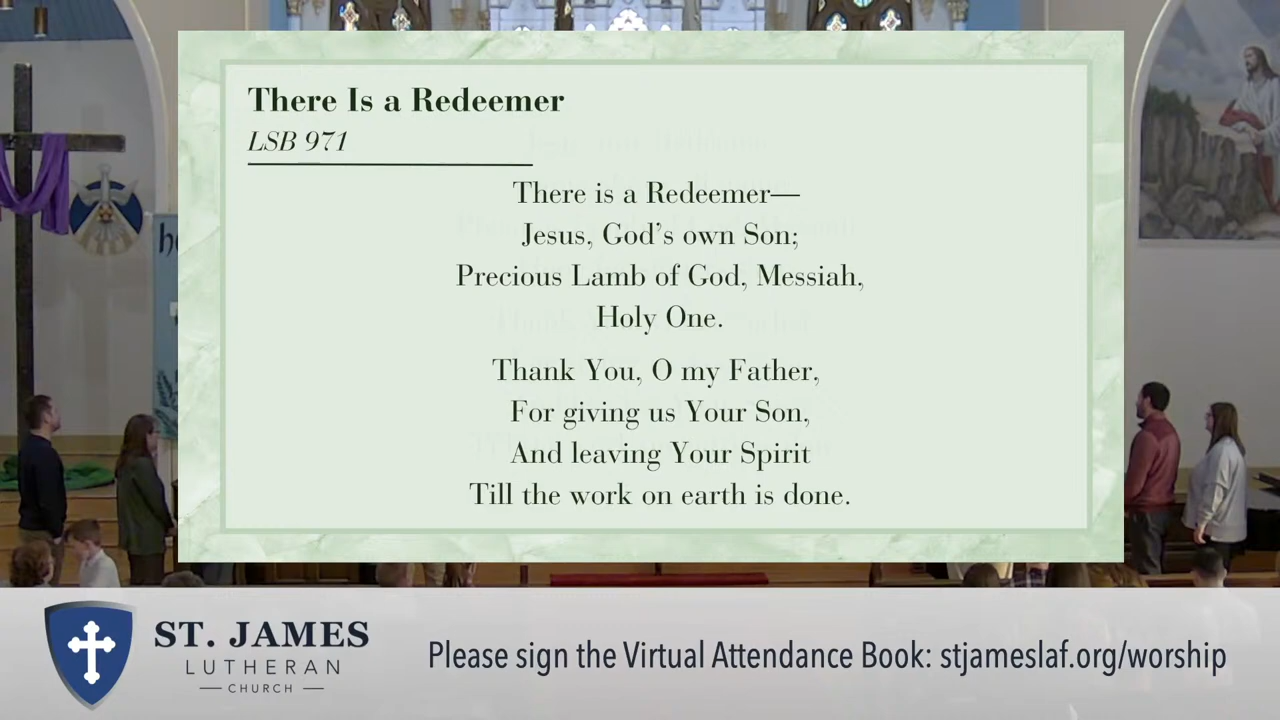 There Is a Redeemer
LSB 971
There is a Redeemer—
Jesus, God's own Son;
Precious Lamb of God, Messiah,
Holy One.
Thank You, O my Father,
For giving us Your Son,
And leaving Your Spirit
Till the work on earth is done.
ST. JAMES
LUTHERAN
CHURCH
Please sign the Virtual Attendance Book: stjameslaf.org/worship